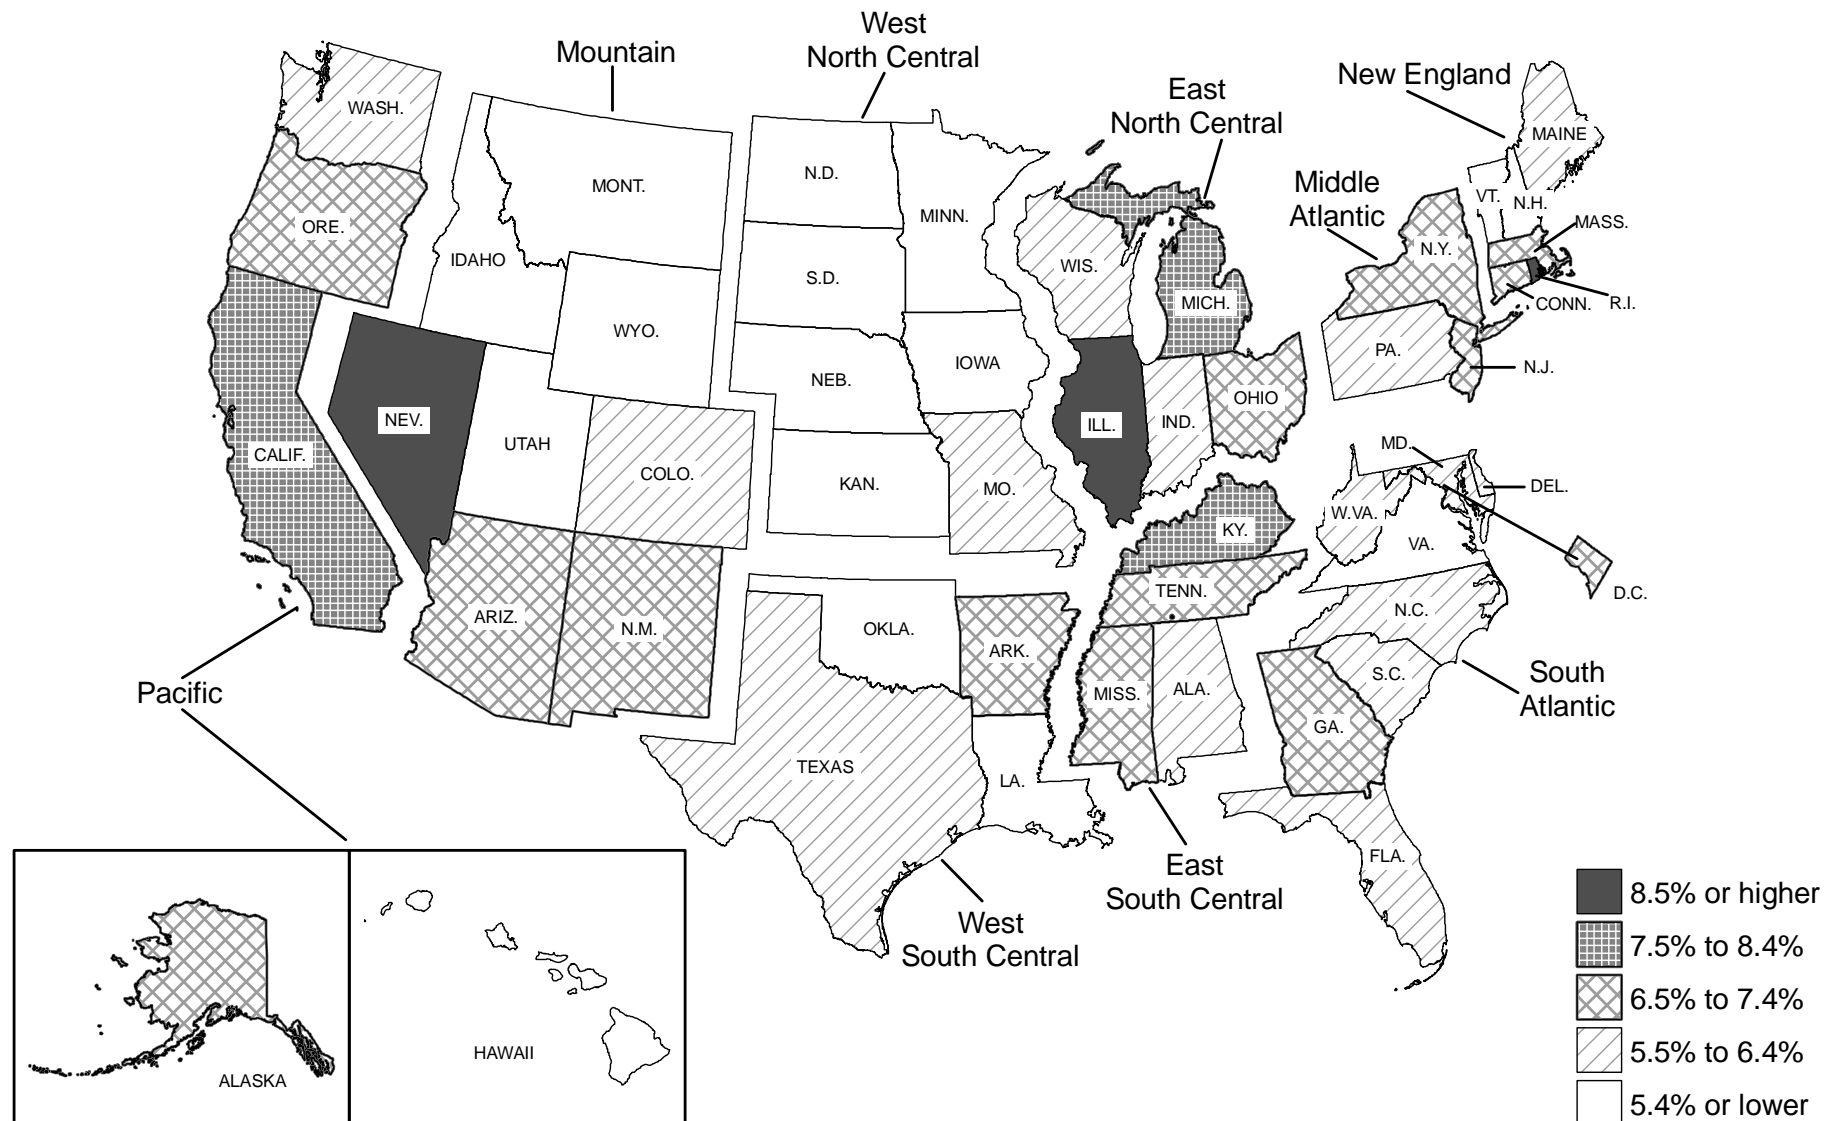 West
North Central
Mountain
New England
East
North Central
WASH.
MAINE
MONT.
N.D.
Middle
Atlantic
VT.
N.H.
MINN.
MASS.
ORE.
N.Y.
IDAHO
WIS.
S.D.
MICH.
CONN.
R.I.
WYO.
PA.
IOWA
N.J.
NEB.
OHIO
NEV.
ILL.
IND.
UTAH
MD.
CALIF.
COLO.
KAN.
MO.
DEL.
W.VA.
KY.
VA.
TENN.
D.C.
N.C.
ARIZ.
N.M.
OKLA.
ARK.
S.C.
South
Atlantic
Pacific
MISS.
ALA.
GA.
TEXAS
LA.
FLA.
East
South Central
West
South Central
HAWAII
ALASKA
8.5% or higher
7.5% to 8.4%
6.5% to 7.4%
5.5% to 6.4%
5.4% or lower